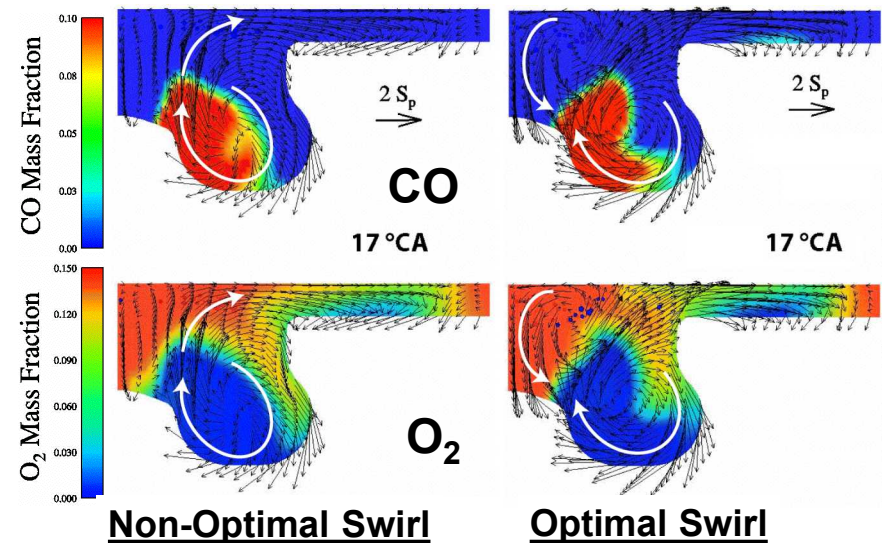 CO Mass Fraction
0.10
0.08
0.05
0.03
0.00
2 Sp
CO
17 °CA
2 Sp
17 °CA
O2 Mass Fraction
0.150
0.120
0.090
0.060
0.030
0.000
O2
Non-Optimal Swirl
Optimal Swirl